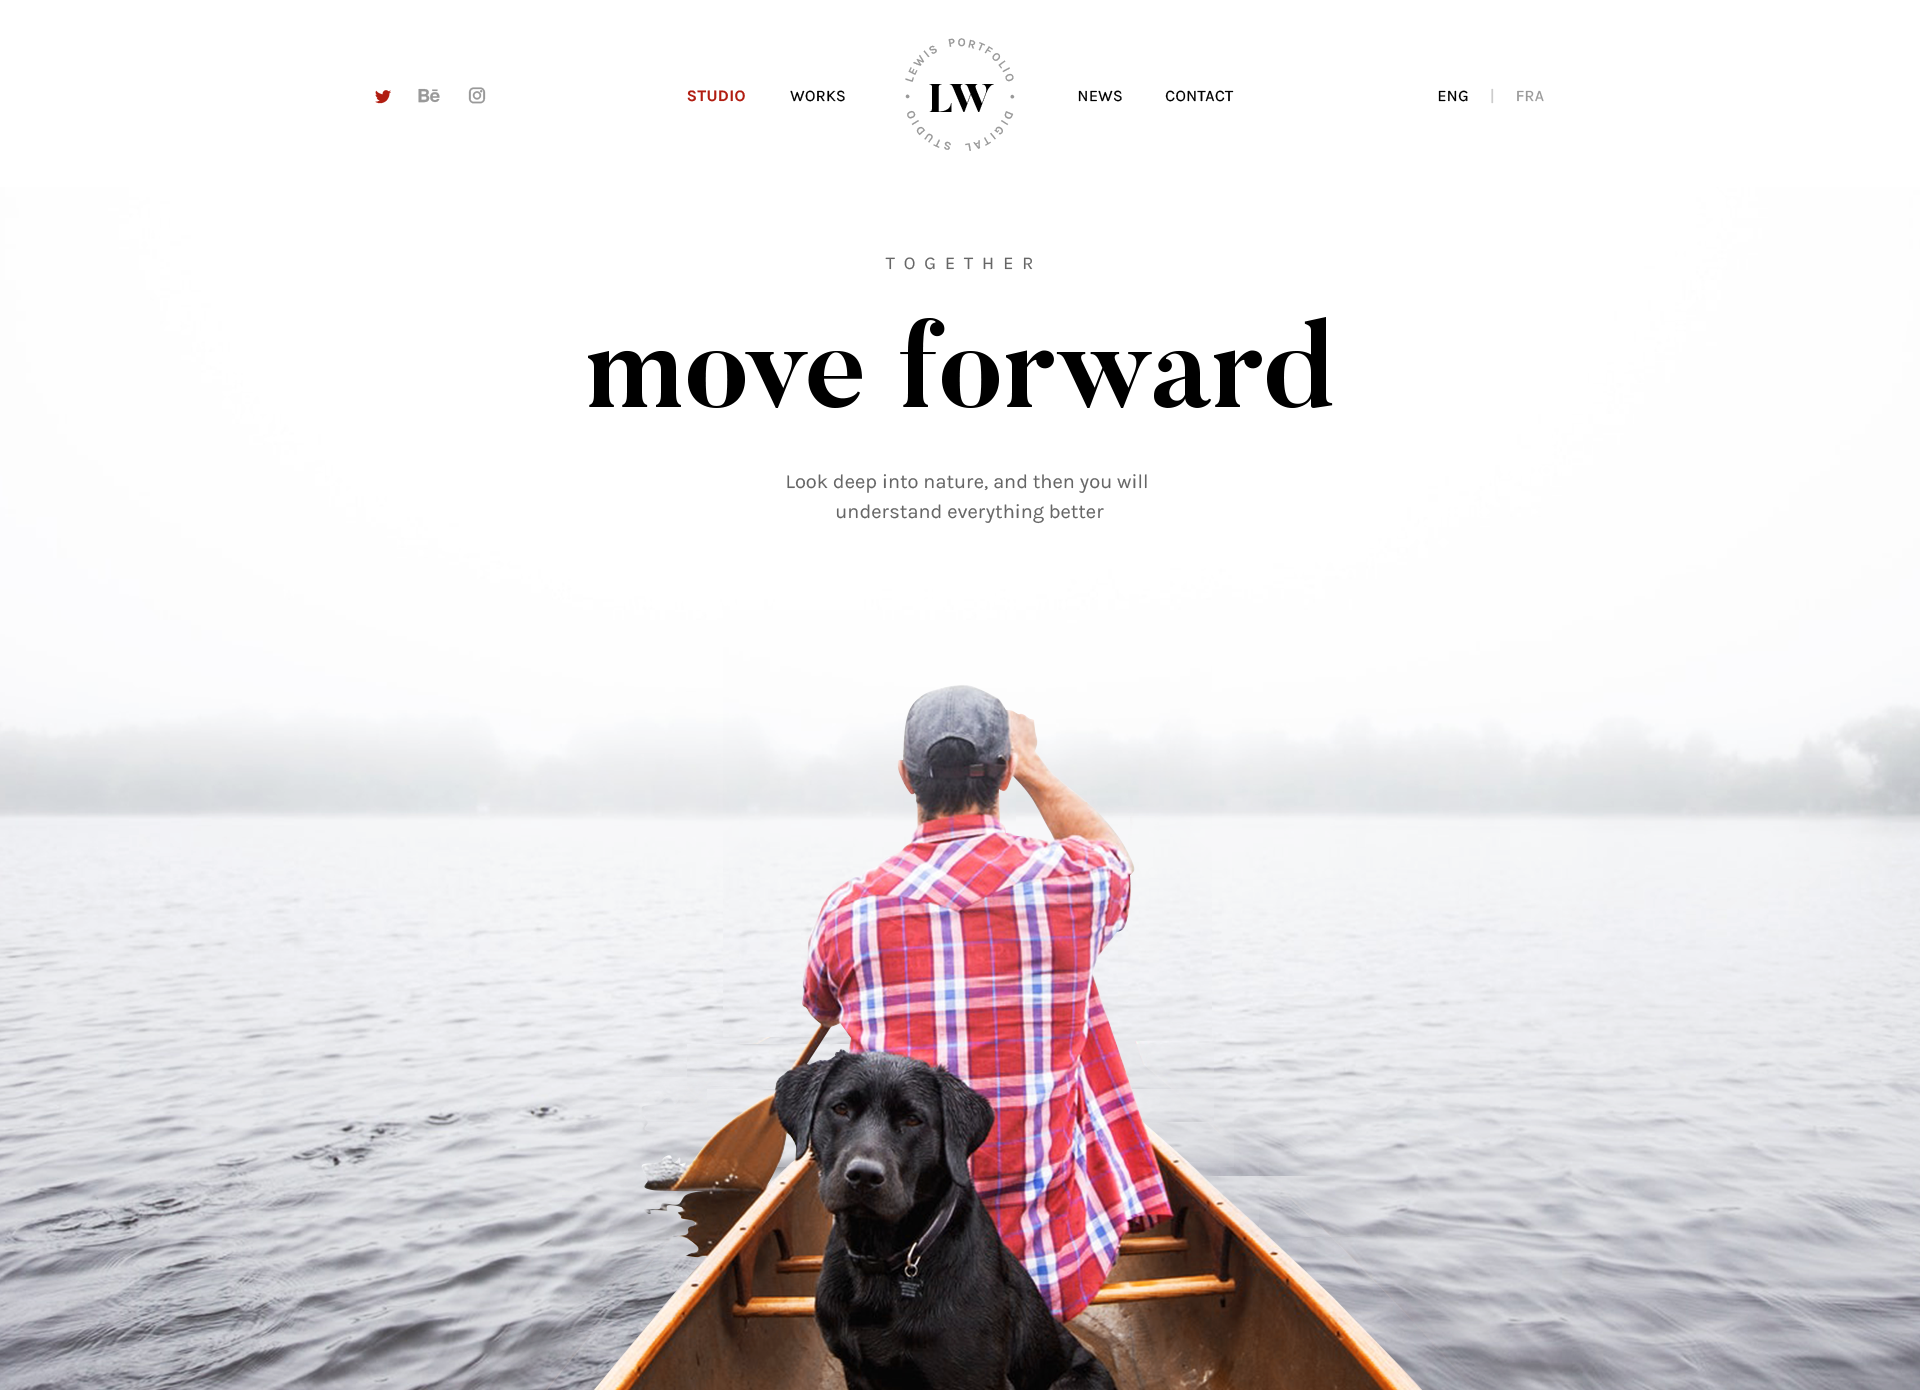 Bē
STUDIO
WORKS
LEWIS PORTFOLIO • DIGITAL STUDIO •
LW
NEWS
CONTACT
ENG | FRA
TOGETHER
move forward
Look deep into nature, and then you will
understand everything better